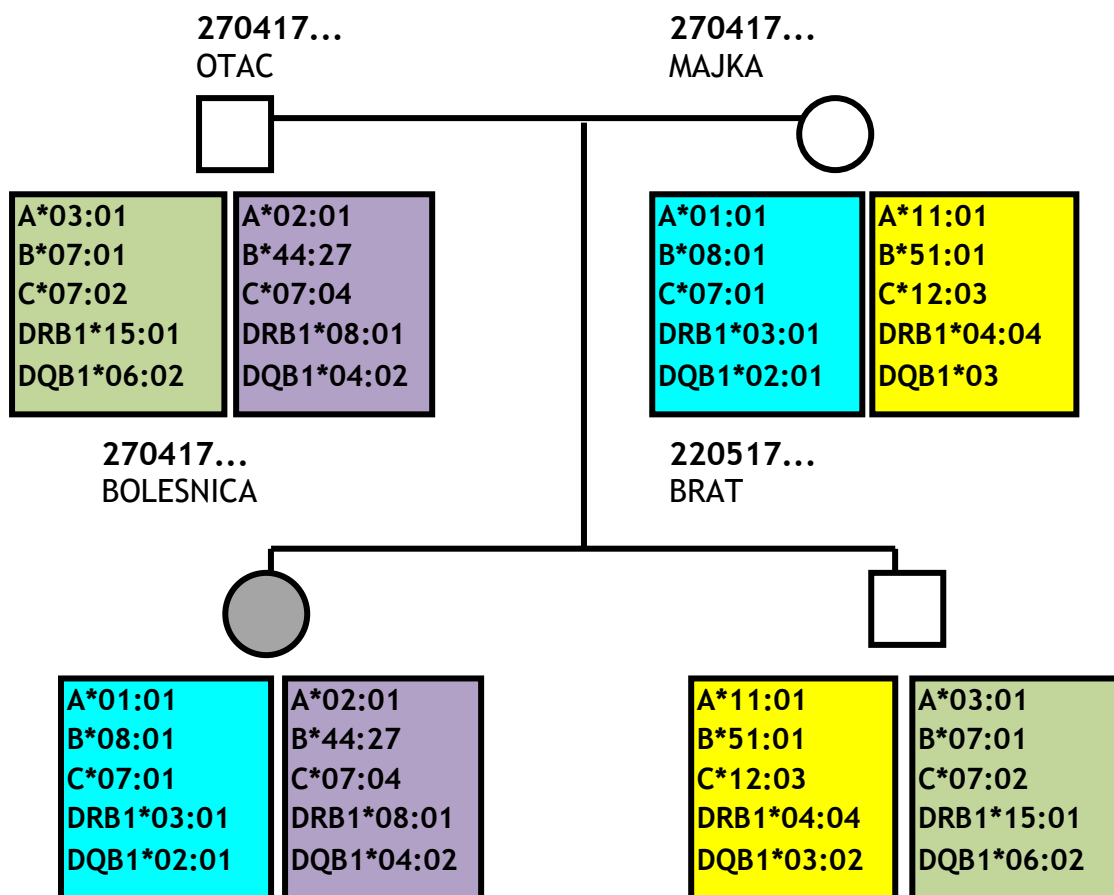 270417...
OTAC
270417...
MAJKA
A*03:01
B*07:01
C*07:02
DRB1*15:01
DQB1*06:02
A*02:01
B*44:27
C*07:04
DRB1*08:01
DQB1*04:02
A*01:01
B*08:01
C*07:01
DRB1*03:01
DQB1*02:01
A*11:01
B*51:01
C*12:03
DRB1*04:04
DQB1*03
270417...
BOLESNICA
220517...
BRAT
A*01:01
B*08:01
C*07:01
DRB1*03:01
DQB1*02:01
A*02:01
B*44:27
C*07:04
DRB1*08:01
DQB1*04:02
A*11:01
B*51:01
C*12:03
DRB1*04:04
DQB1*03:02
A*03:01
B*07:01
C*07:02
DRB1*15:01
DQB1*06:02